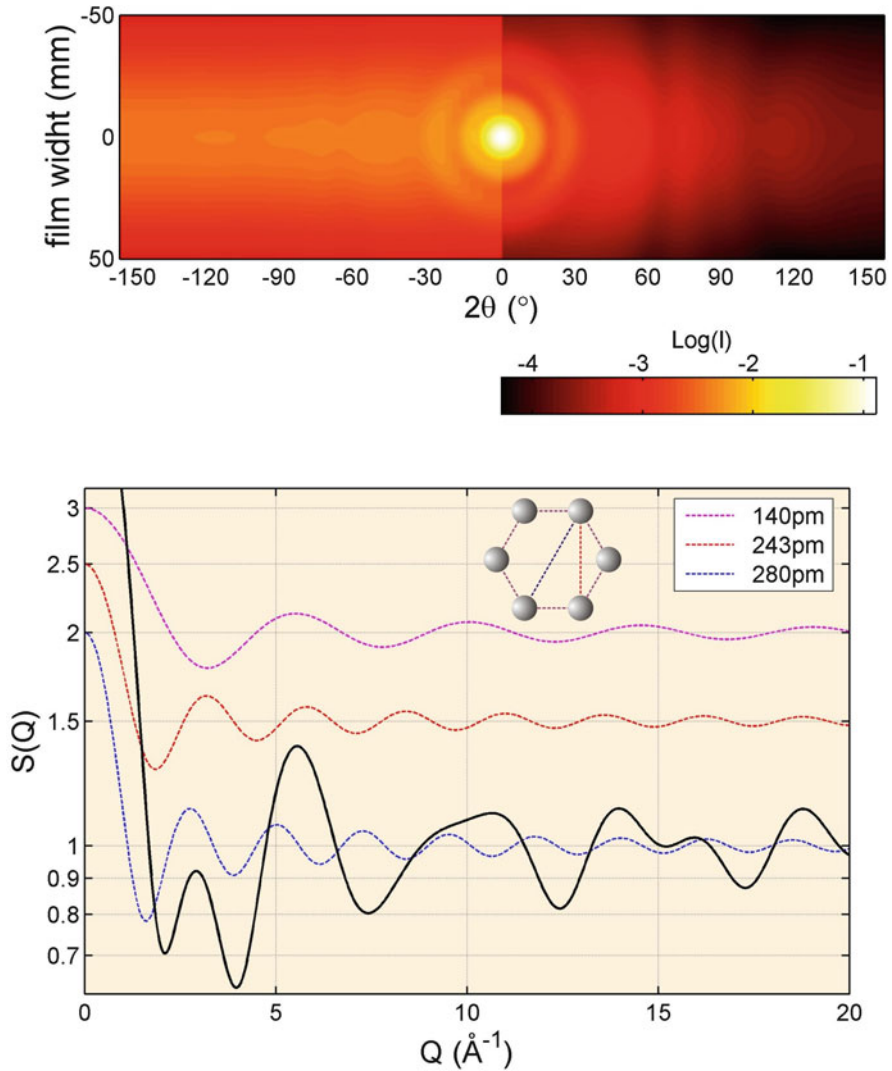 -50
0
50
film widht (mm)
-150 -120 -90 -60 -30 0 30 60 90 120 150
2θ (°)
Log(I)
-4 -3 -2 -1
3
2.5
2
1.5
1
0.9
0.8
0.7
S(Q)
140pm
243pm
280pm
0 5 10 15 20
Q (Å⁻¹)